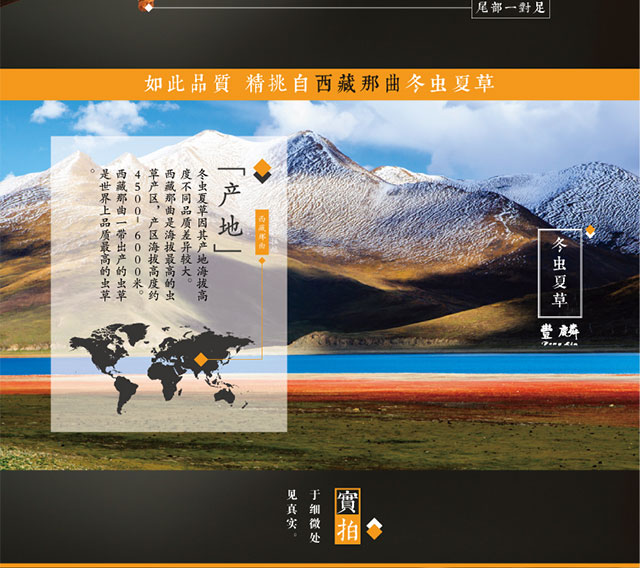 尾部一對足
如此品質 精挑自西藏那曲冬虫夏草
「产地」
西藏那曲
冬虫夏草因其产地海拔高
度不同品质差异较大。
西藏那曲是海拔最高的虫
草产区，产区海拔高度约
4500-6000米。
西藏那曲一带出产的虫草
是世界上品质最高的虫草
。
冬虫夏草
豐麟
Feng Lin
實拍
于细微处
见真实。